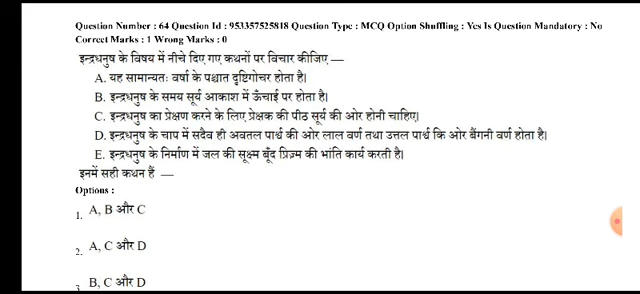 Question Number : 64 Question Id : 953357525818 Question Type : MCQ Option Shuffling : Yes Is Question Mandatory : No
Correct Marks : 1 Wrong Marks : 0
इन्द्रधनुष के विषय में नीचे दिए गए कथनों पर विचार कीजिए —
A. यह सामान्यतः वर्षा के पश्चात दृष्टिगोचर होता है।
B. इन्द्रधनुष के समय सूर्य आकाश में ऊँचाई पर होता है।
C. इन्द्रधनुष का प्रेक्षण करने के लिए प्रेक्षक की पीठ सूर्य की ओर होनी चाहिए।
D. इन्द्रधनुष के चाप में सदैव ही अवतल पार्श्व की ओर लाल वर्ण तथा उत्तल पार्श्व कि ओर बैंगनी वर्ण होता है।
E. इन्द्रधनुष के निर्माण में जल की सूक्ष्म बूँद प्रिज़्म की भांति कार्य करती है।
इनमें सही कथन हैं —
Options :
1. A, B और C
2. A, C और D
3. B, C और D